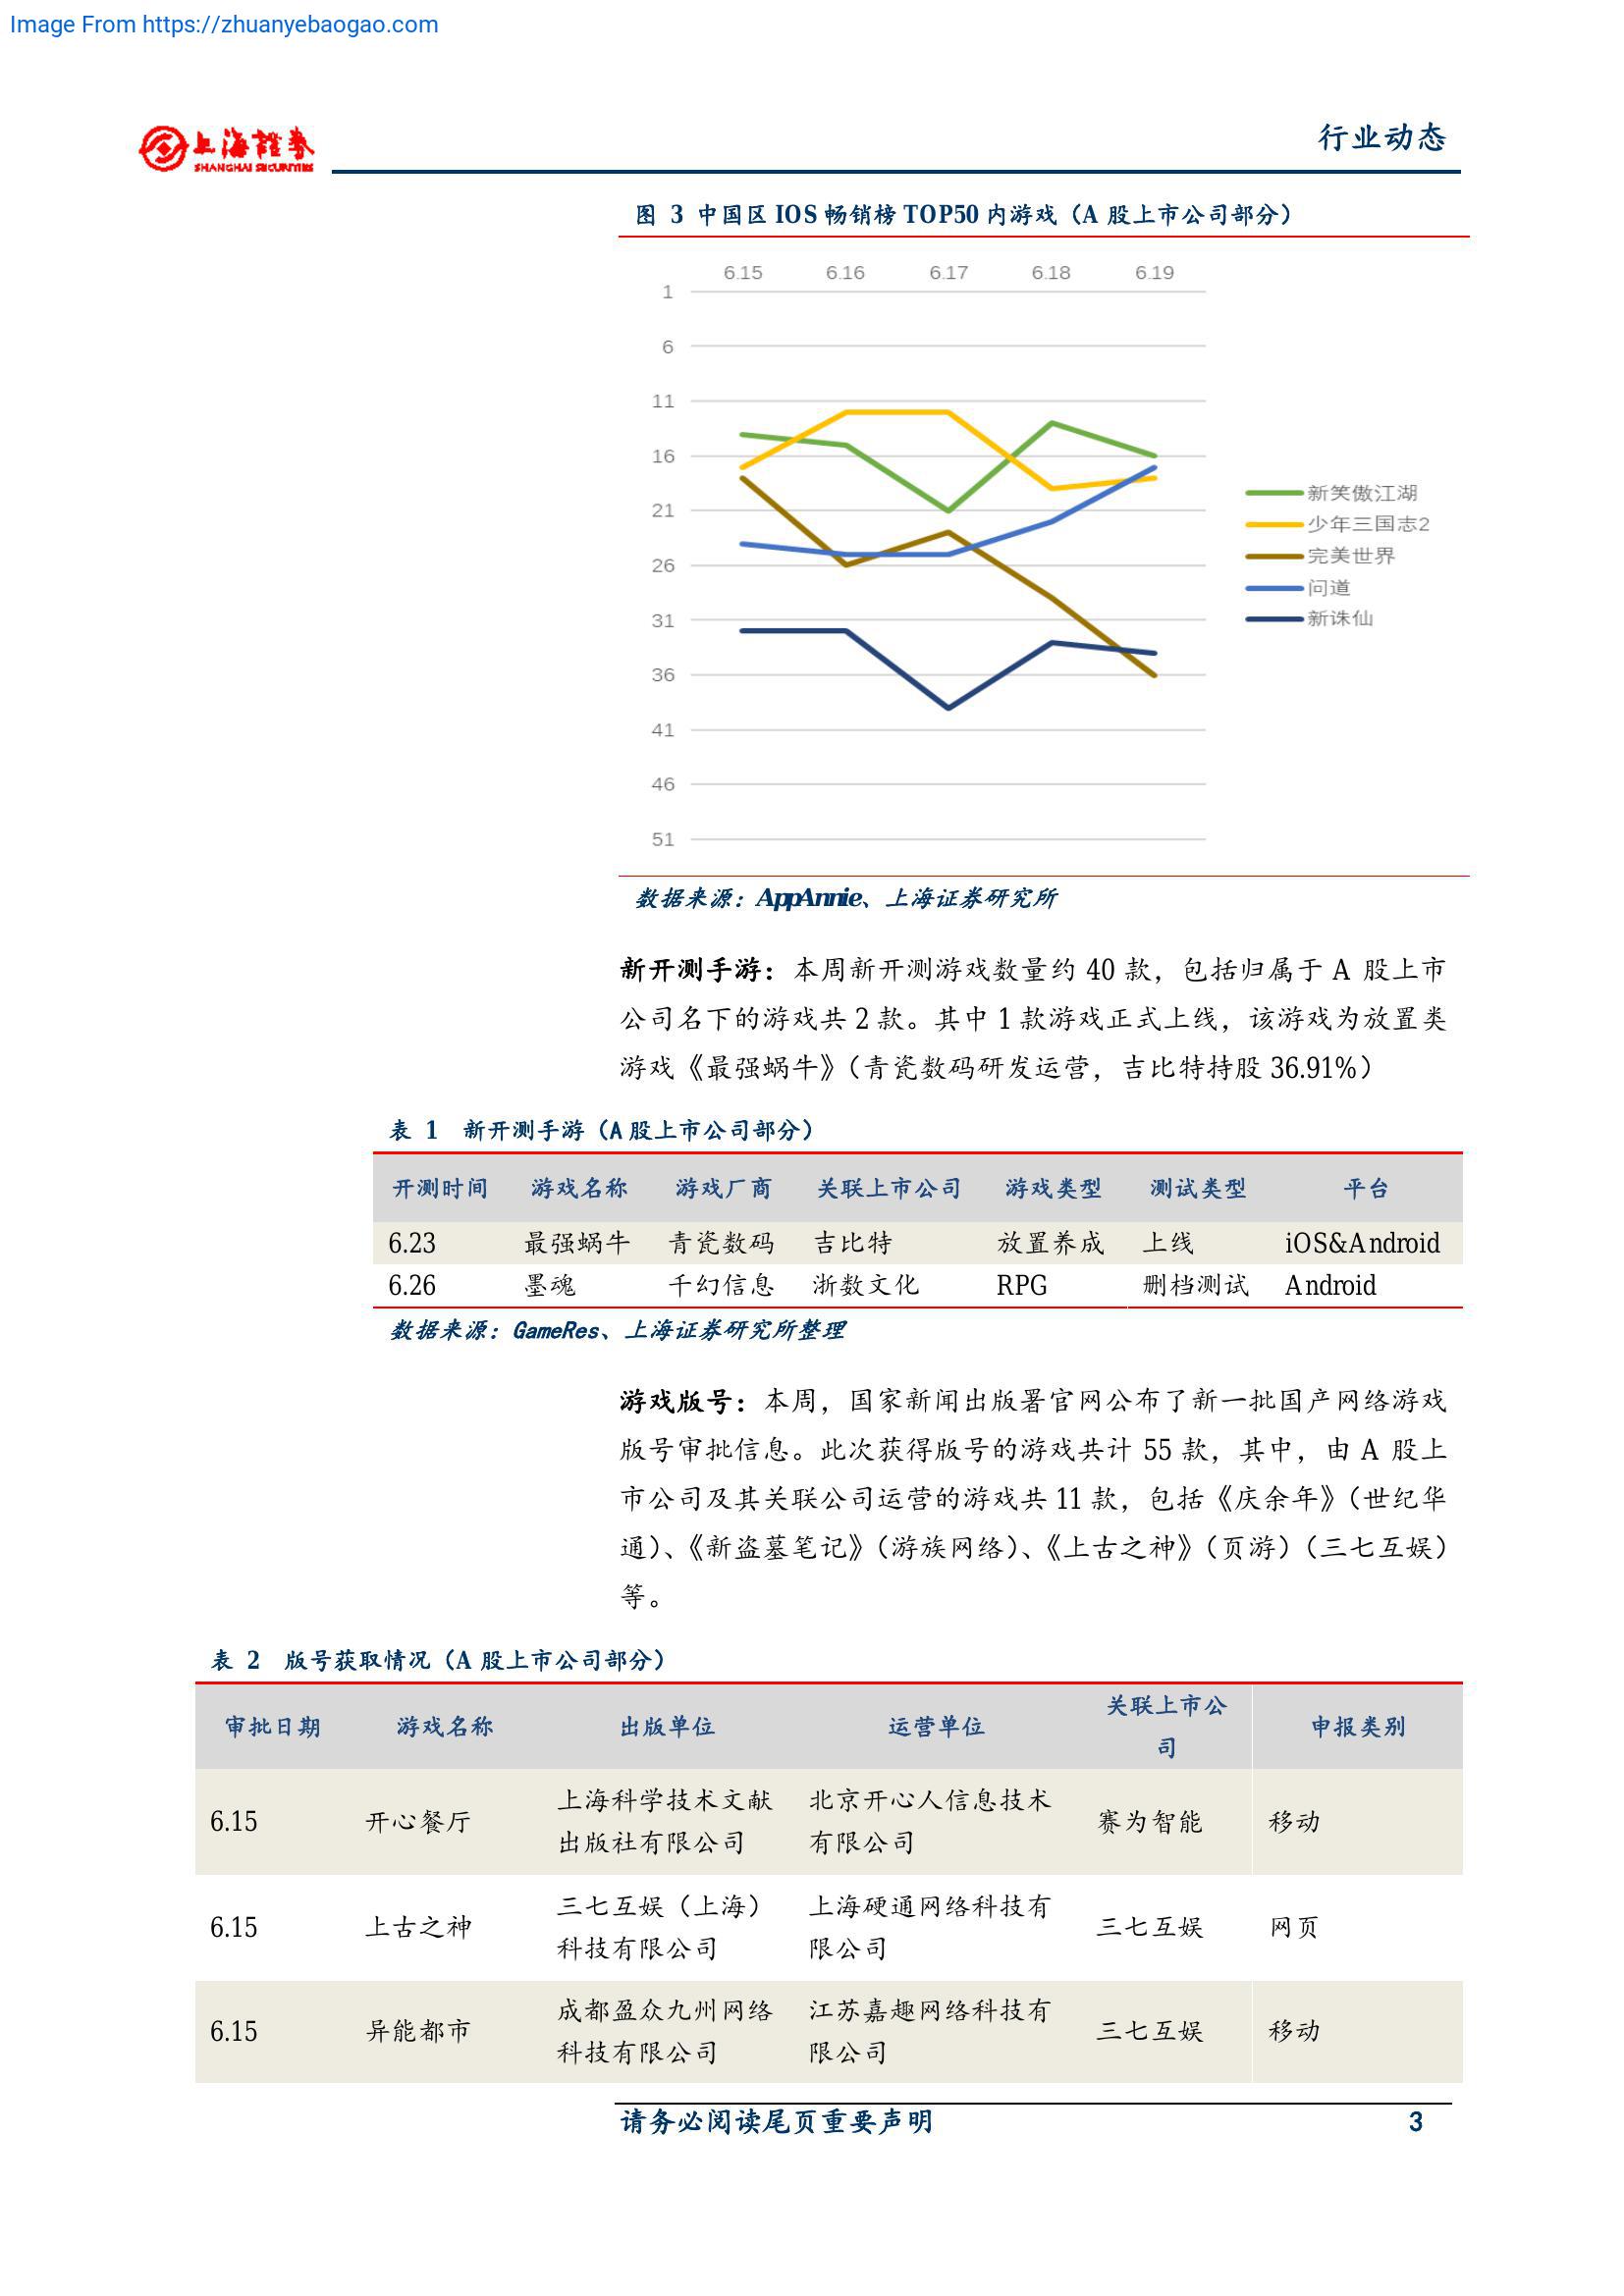 Image From https://zhuanyebaogao.com
上海證券
SHANGHAI SECURITIES
行业动态
图 3 中国区 IOS 畅销榜 TOP50 内游戏（A 股上市公司部分）
6.15 6.16 6.17 6.18 6.19
1
6
11
16
21
26
31
36
41
46
51
新笑傲江湖
少年三国志2
完美世界
问道
新诛仙
数据来源：AppAnnie、上海证券研究所
新开测手游：本周新开测游戏数量约 40 款，包括归属于 A 股上市
公司名下的游戏共 2 款。其中 1 款游戏正式上线，该游戏为放置类
游戏《最强蜗牛》（青瓷数码研发运营，吉比特持股 36.91%）
表 1 新开测手游（A 股上市公司部分）
开测时间 游戏名称 游戏厂商 关联上市公司 游戏类型 测试类型 平台
6.23 最强蜗牛 青瓷数码 吉比特 放置养成 上线 iOS&Android
6.26 墨魂 千幻信息 浙数文化 RPG 删档测试 Android
数据来源：GameRes、上海证券研究所整理
游戏版号：本周，国家新闻出版署官网公布了新一批国产网络游戏
版号审批信息。此次获得版号的游戏共计 55 款，其中，由 A 股上
市公司及其关联公司运营的游戏共 11 款，包括《庆余年》（世纪华
通）、《新盗墓笔记》（游族网络）、《上古之神》（页游）（三七互娱）
等。
表 2 版号获取情况（A 股上市公司部分）
审批日期 游戏名称 出版单位 运营单位 关联上市公
司 申报类别
6.15 开心餐厅 上海科学技术文献 北京开心人信息技术 赛为智能 移动
出版社有限公司 有限公司
6.15 上古之神 三七互娱（上海） 上海硬通网络科技有 三七互娱 网页
科技有限公司 限公司
6.15 异能都市 成都盈众九州网络 江苏嘉趣网络科技有 三七互娱 移动
科技有限公司 限公司
请务必阅读尾页重要声明 3